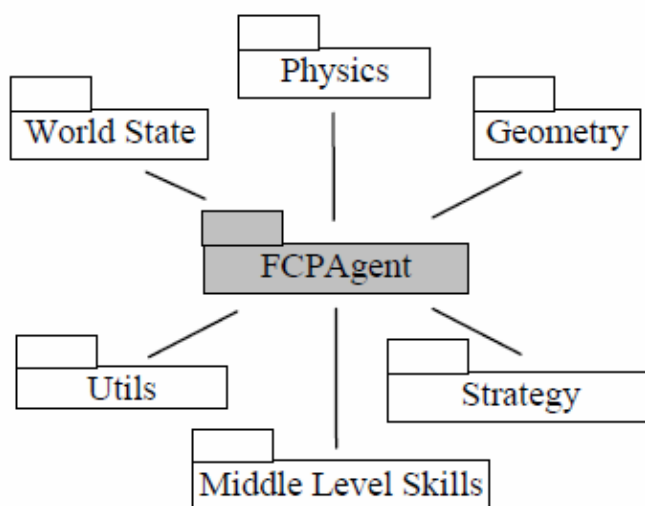 Physics
World State
Geometry
FCPAgent
Utils
Strategy
Middle Level Skills